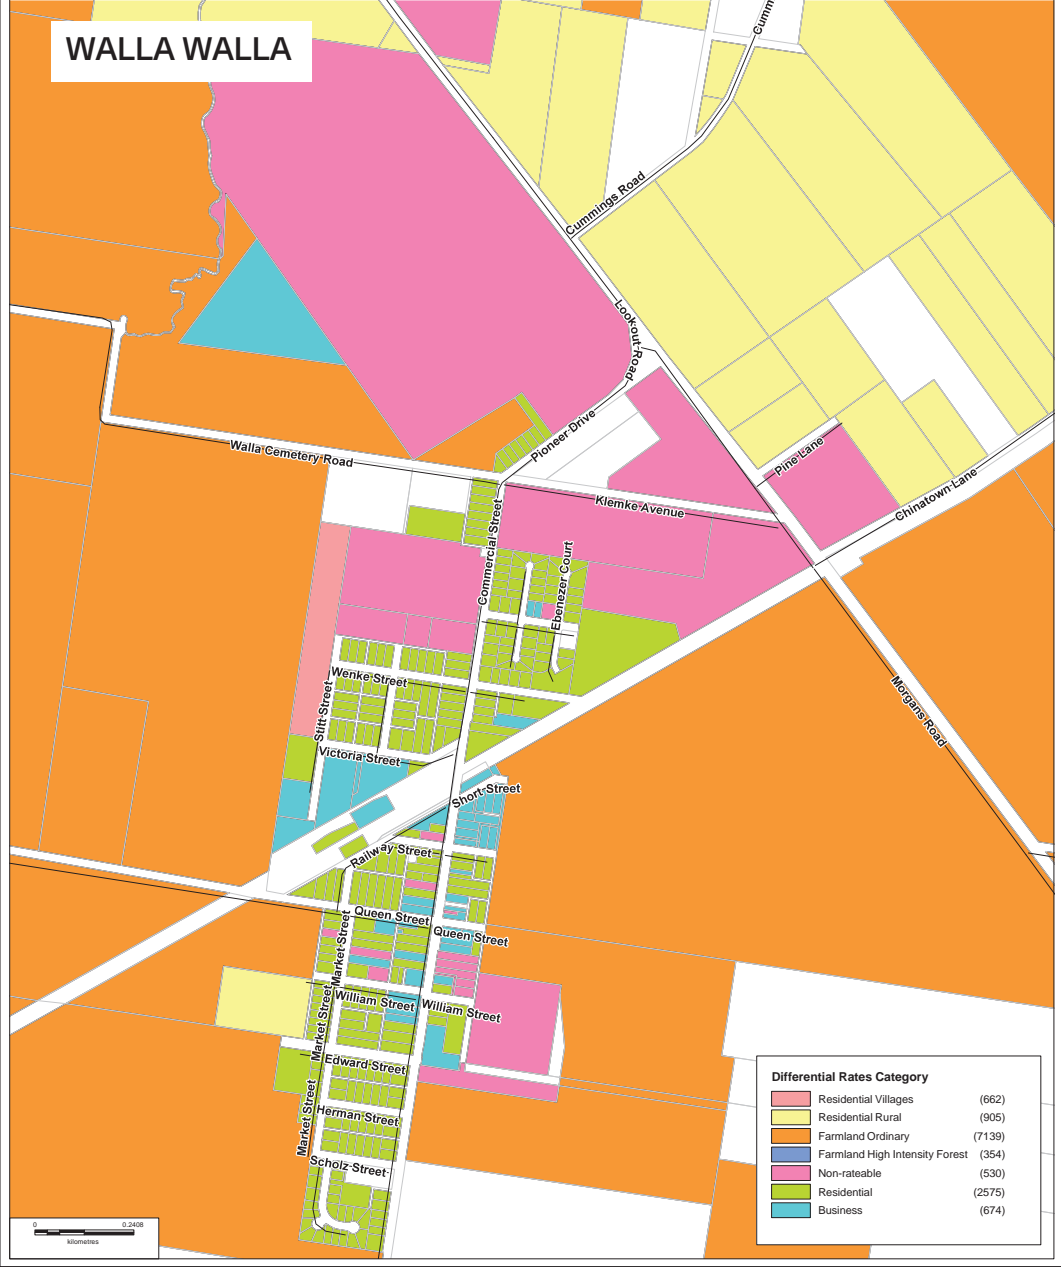 WALLA WALLA
Cumm
Cummings Road
Lookout Road
Pioneer Drive
Walla Cemetery Road
Pine Lane
Chinatown Lane
Klemke Avenue
Commercial Street
Ebenezer Court
Wenke Street
Stitt Street
Victoria Street
Morgans Road
Short Street
Railway Street
Queen Street
Queen Street
Market Street
William Street
William Street
Market Street
Edward Street
Market Street
Herman Street
Scholz Street
Differential Rates Category
Residential Villages (662)
Residential Rural (905)
Farmland Ordinary (7139)
Farmland High Intensity Forest (354)
Non-rateable (530)
Residential (2575)
Business (674)
0 0.2408
kilometres